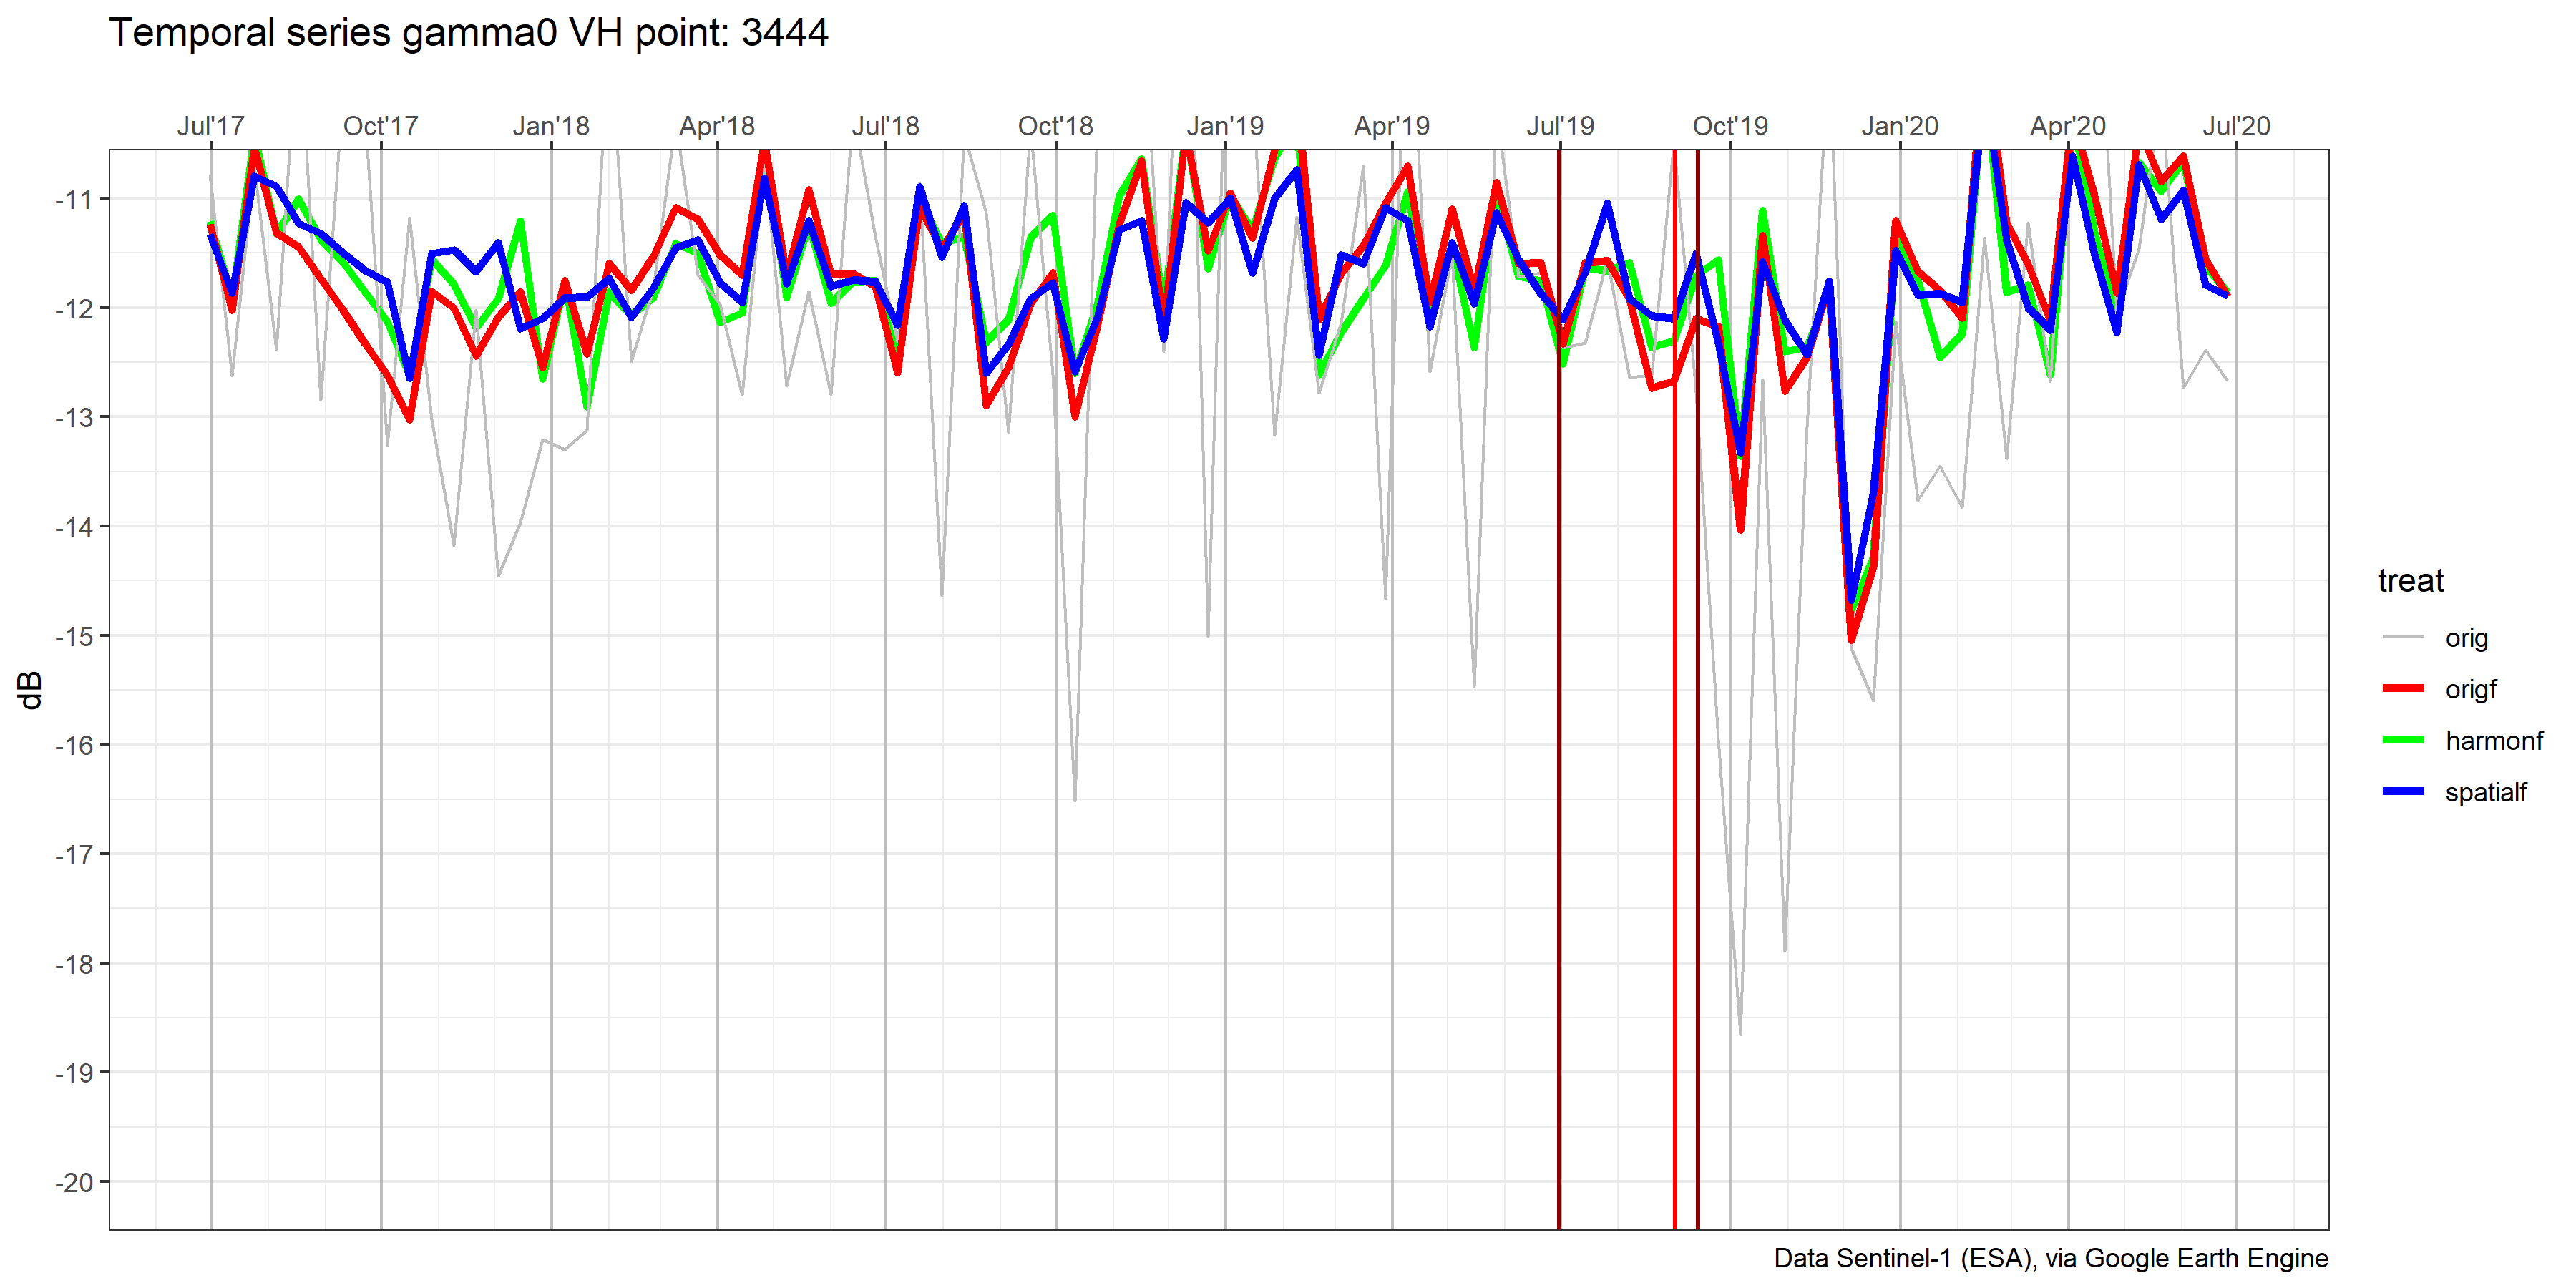 Temporal series gamma0 VH point: 3444
Jul'17 Oct'17 Jan'18 Apr'18 Jul'18 Oct'18 Jan'19 Apr'19 Jul'19 Oct'19 Jan'20 Apr'20 Jul'20
-11
-12
-13
-14
-15
-16
-17
-18
-19
-20
dB
treat
orig
origf
harmonf
spatialf
Data Sentinel-1 (ESA), via Google Earth Engine